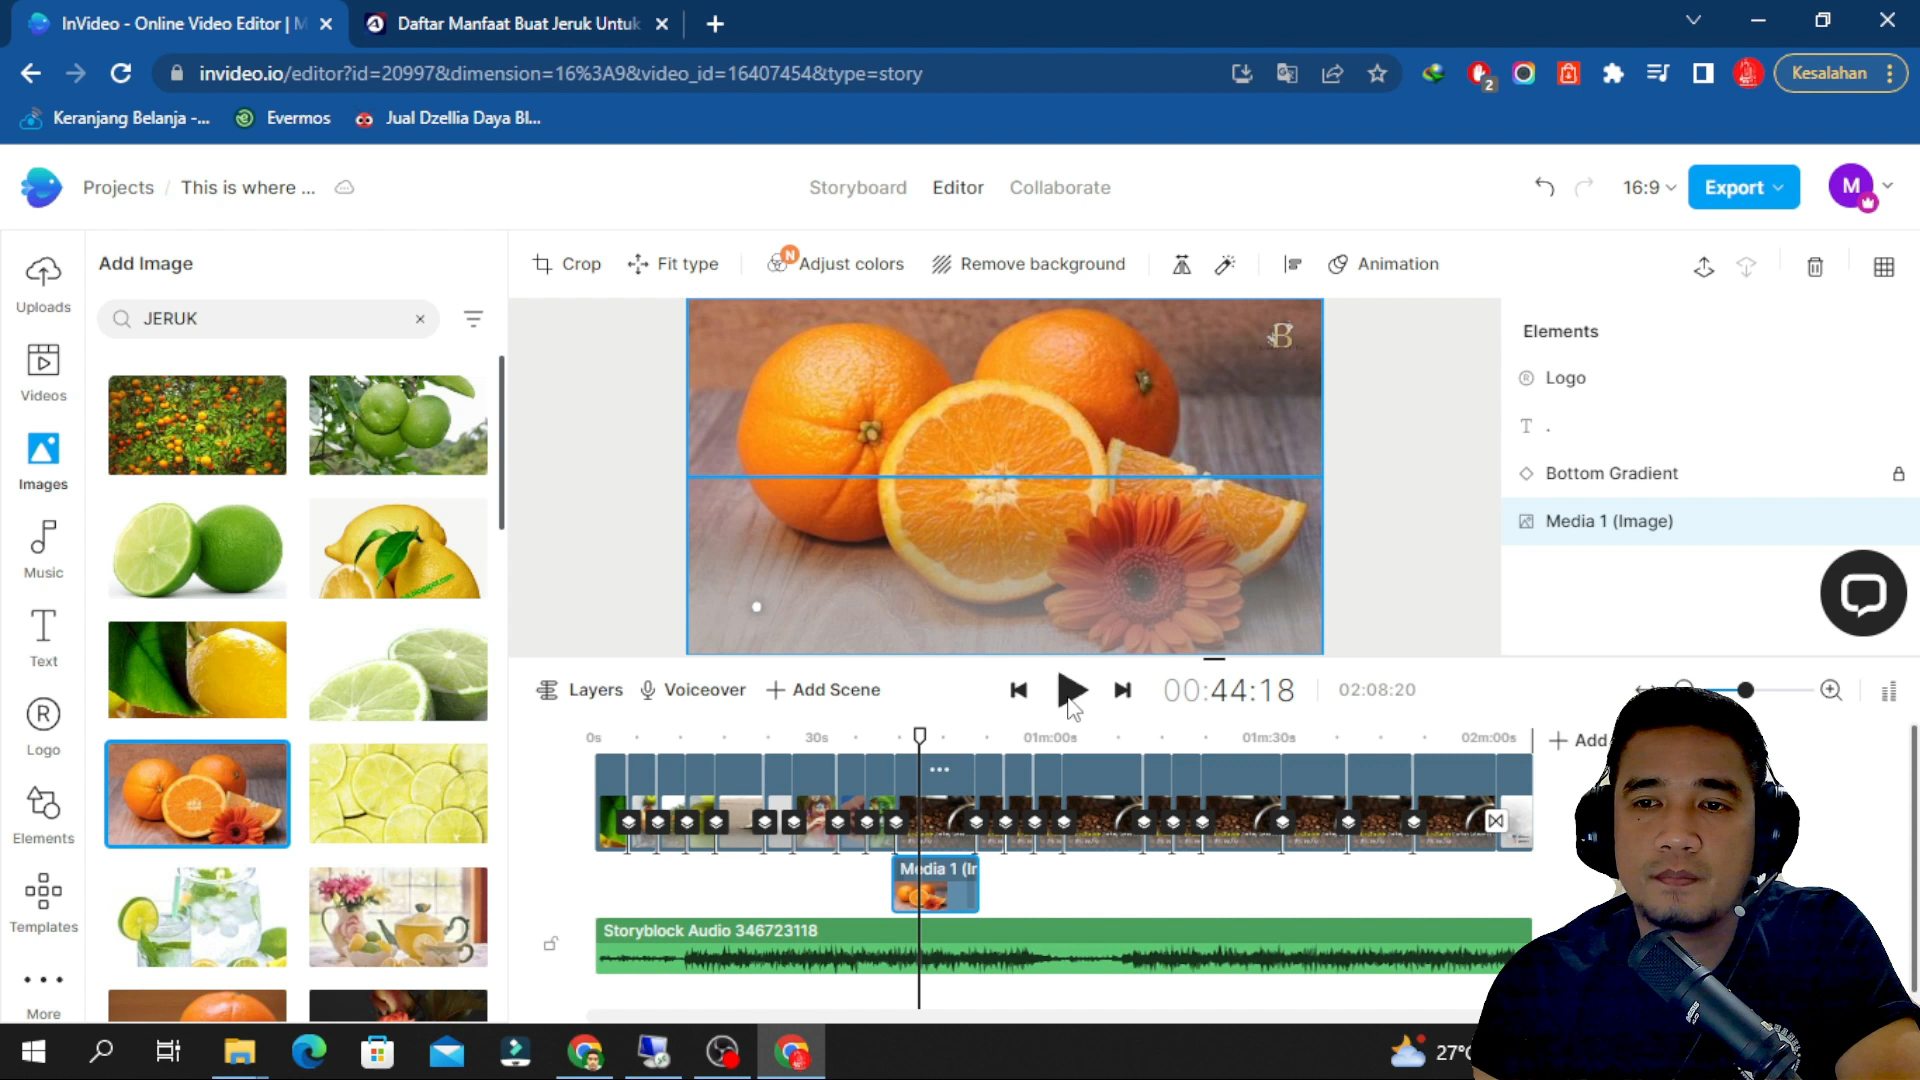 InVideo - Online Video Editor | M
Daftar Manfaat Buat Jeruk Untuk
invideo.io/editor?id=20997&dimension=16%3A9&video_id=16407454&type=story
2
Kesalahan
Keranjang Belanja -...
Evermos
Jual Dzellia Daya Bl...
Projects / This is where ...
Storyboard
Editor
Collaborate
16:9
Export
M
Uploads
Videos
Images
Music
Text
Logo
Elements
Templates
More
Add Image
JERUK
Crop
Fit type
N
Adjust colors
Remove background
Animation
B
Elements
Logo
T .
Bottom Gradient
Media 1 (Image)
Layers
Voiceover
Add Scene
00:44:18
02:08:20
0s
30s
01m:00s
01m:30s
02m:00s
Add
Media 1 (Ir
Storyblock Audio 346723118
27°C